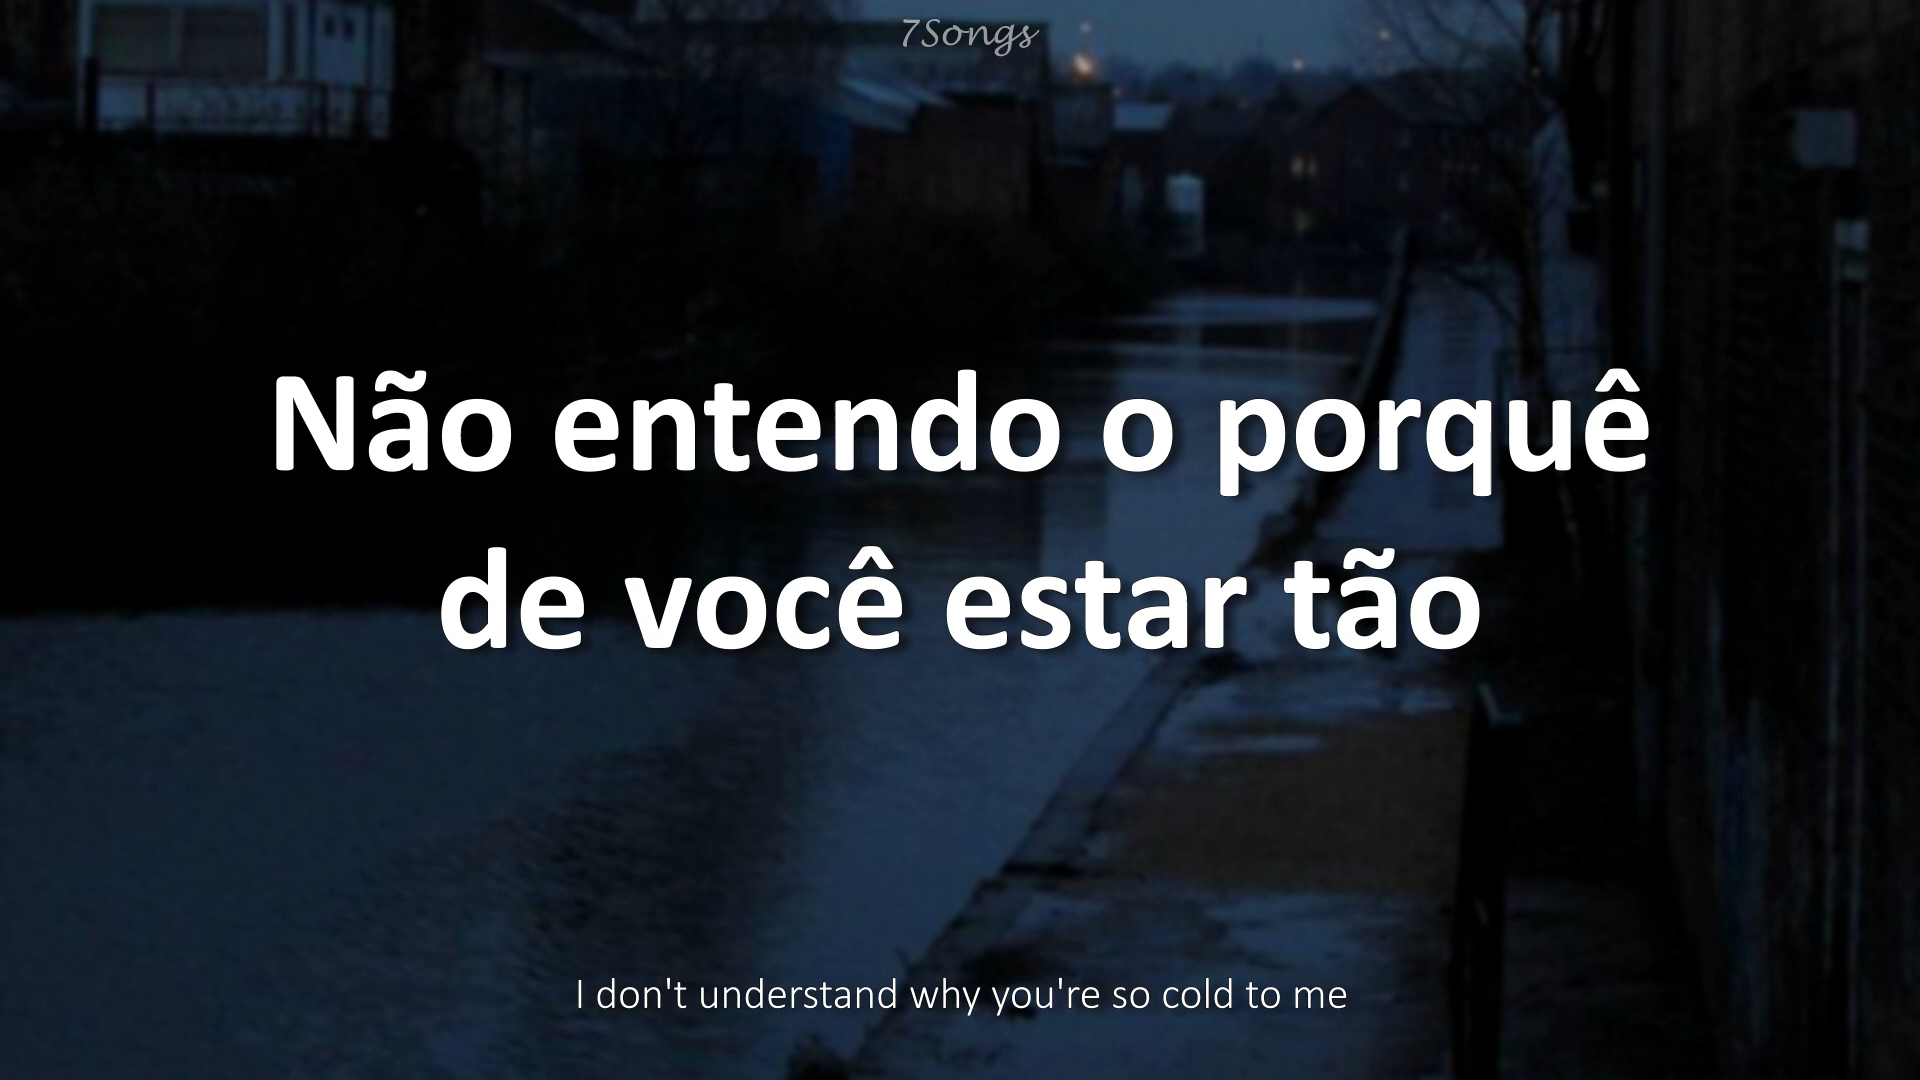 7Songs
Não entendo o porquê
de você estar tão
I don't understand why you're so cold to me